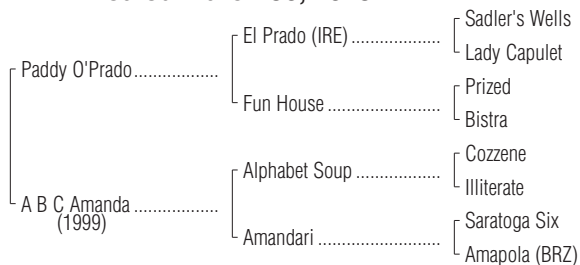 Sadler's Wells
El Prado (IRE) ....................
Lady Capulet
Paddy O'Prado ...................
Prized
Fun House .........................
Bistra
Cozzene
Alphabet Soup ...................
Illiterate
A B C Amanda ...................
(1999)
Saratoga Six
Amandari ...........................
Amapola (BRZ)